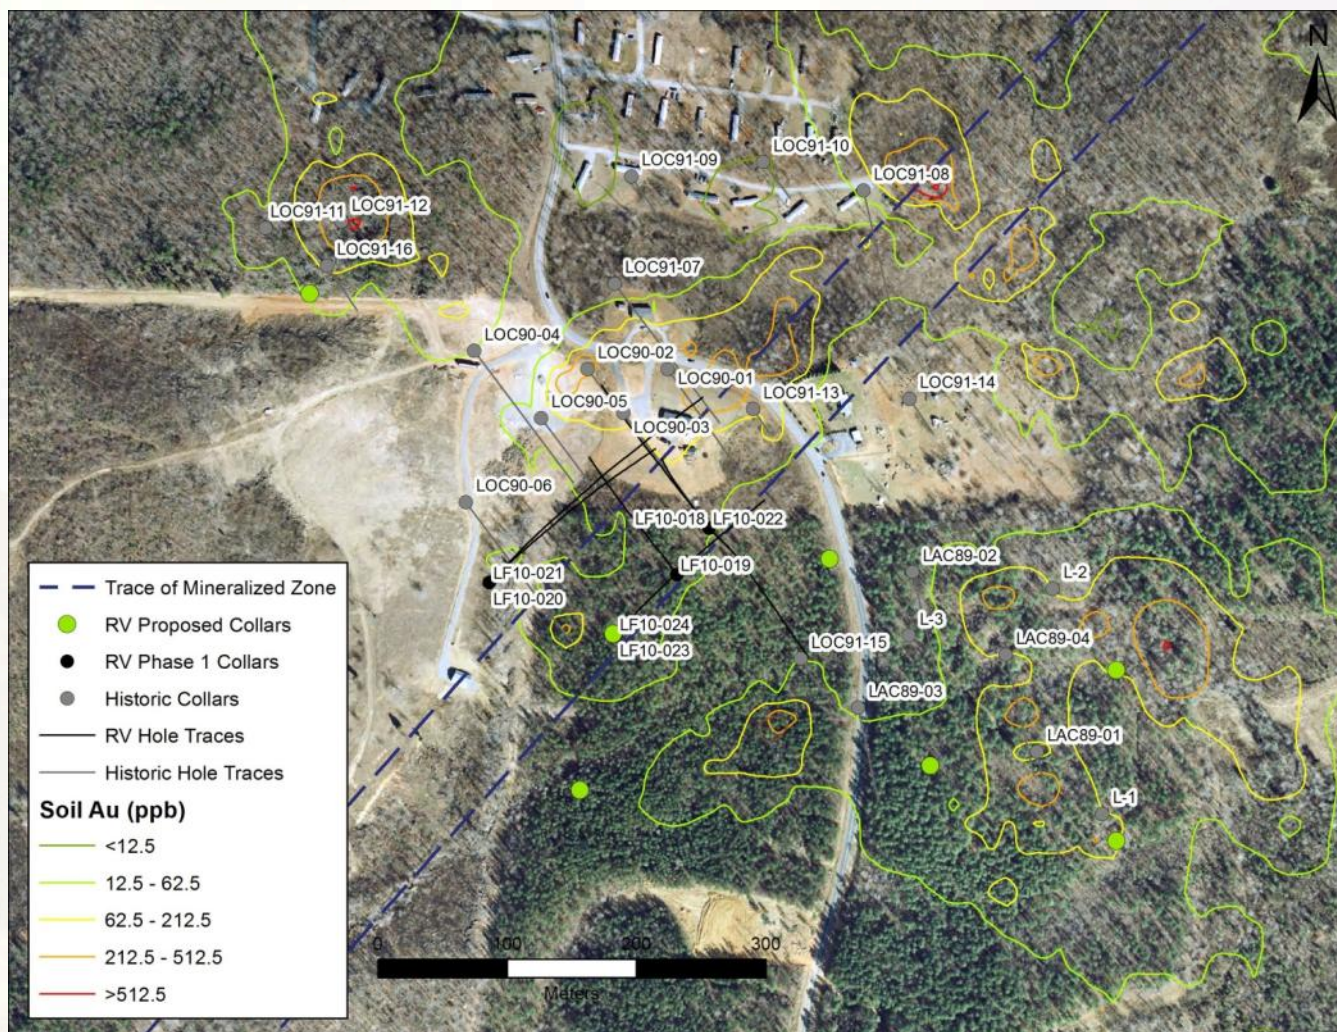 N
LOC91-10
LOC91-09
LOC91-08
LOC91-11
LOC91-12
LOC91-16
LOC91-07
LOC90-04
LOC90-02
LOC90-01
LOC91-14
LOC90-05
LOC91-13
LOC90-03
LOC90-06
LF10-018
LF10-022
LAC89-02
LF10-021
LF10-019
L-2
LF10-020
LF10-024
L-3
LAC89-04
LF10-023
LOC91-15
LAC89-03
LAC89-01
L-1
Trace of Mineralized Zone
RV Proposed Collars
RV Phase 1 Collars
Historic Collars
RV Hole Traces
Historic Hole Traces
Soil Au (ppb)
<12.5
12.5 - 62.5
62.5 - 212.5
212.5 - 512.5
>512.5
0 100 200 300
Meters